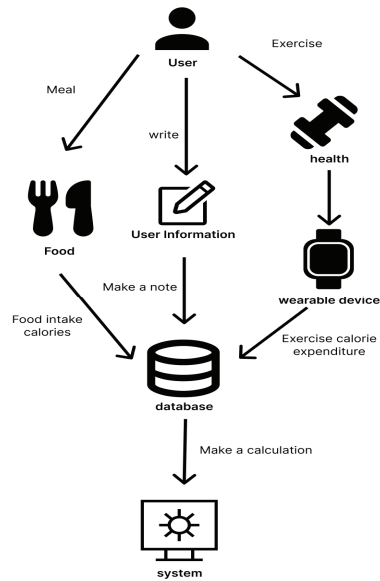 User
Exercise
Meal
write
health
Food
User Information
wearable device
Make a note
Food intake
calories
Exercise calorie
expenditure
database
Make a calculation
system